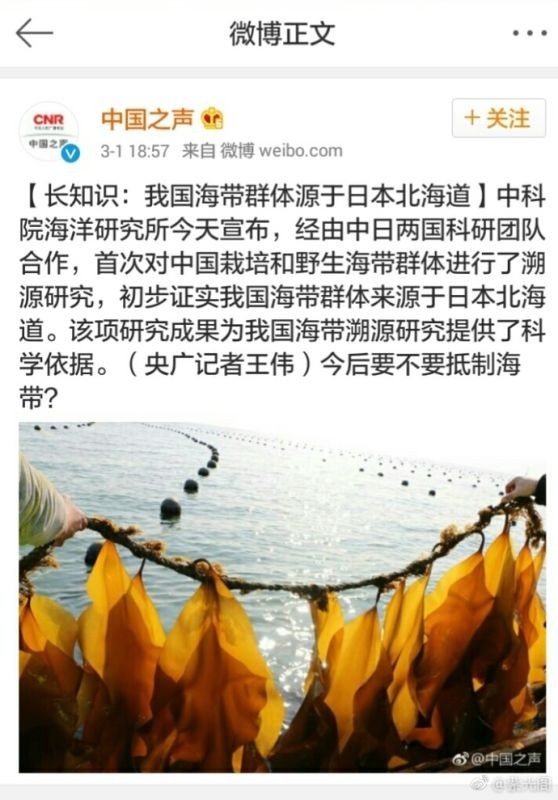 微博正文
CNR
中国之声
中国之声
+ 关注
3-1 18:57 来自 微博 weibo.com
【长知识：我国海带群体源于日本北海道】中科
院海洋研究所今天宣布，经由中日两国科研团队
合作，首次对中国栽培和野生海带群体进行了溯
源研究，初步证实我国海带群体来源于日本北海
道。该项研究成果为我国海带溯源研究提供了科
学依据。（央广记者王伟）今后要不要抵制海
带？
@中国之声
@紫光阁